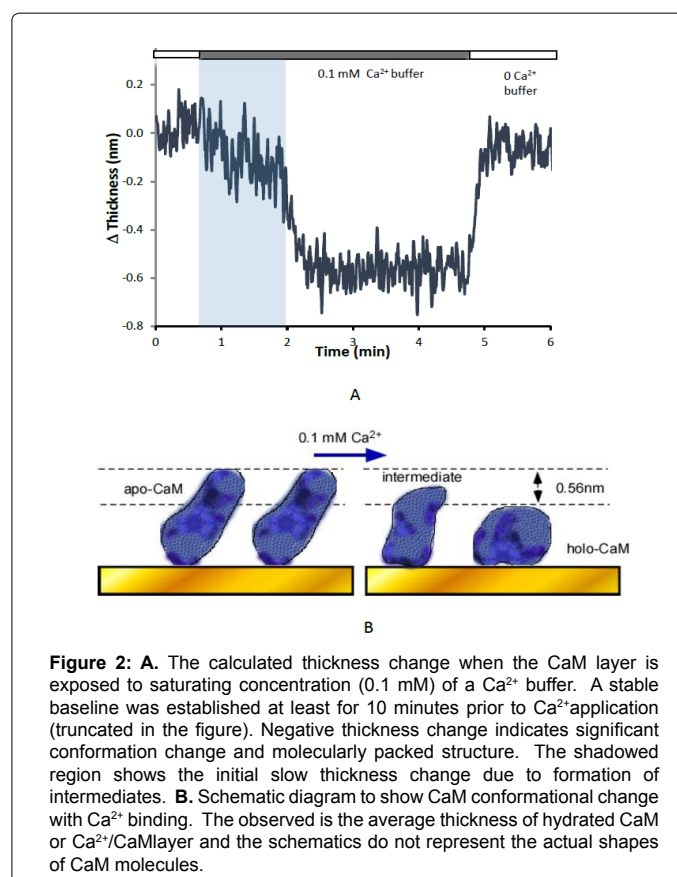 0.1 mM Ca²⁺ buffer
0 Ca²⁺
buffer
0.2
0.0
-0.2
-0.4
-0.6
-0.8
Δ Thickness (nm)
0
1
2
3
4
5
6
Time (min)
A
0.1 mM Ca²⁺
apo-CaM
intermediate
0.56nm
holo-CaM
B
Figure 2: A. The calculated thickness change when the CaM layer is
exposed to saturating concentration (0.1 mM) of a Ca²⁺ buffer. A stable
baseline was established at least for 10 minutes prior to Ca²⁺application
(truncated in the figure). Negative thickness change indicates significant
conformation change and molecularly packed structure. The shadowed
region shows the initial slow thickness change due to formation of
intermediates. B. Schematic diagram to show CaM conformational change
with Ca²⁺ binding. The observed is the average thickness of hydrated CaM
or Ca²⁺/CaMlayer and the schematics do not represent the actual shapes
of CaM molecules.